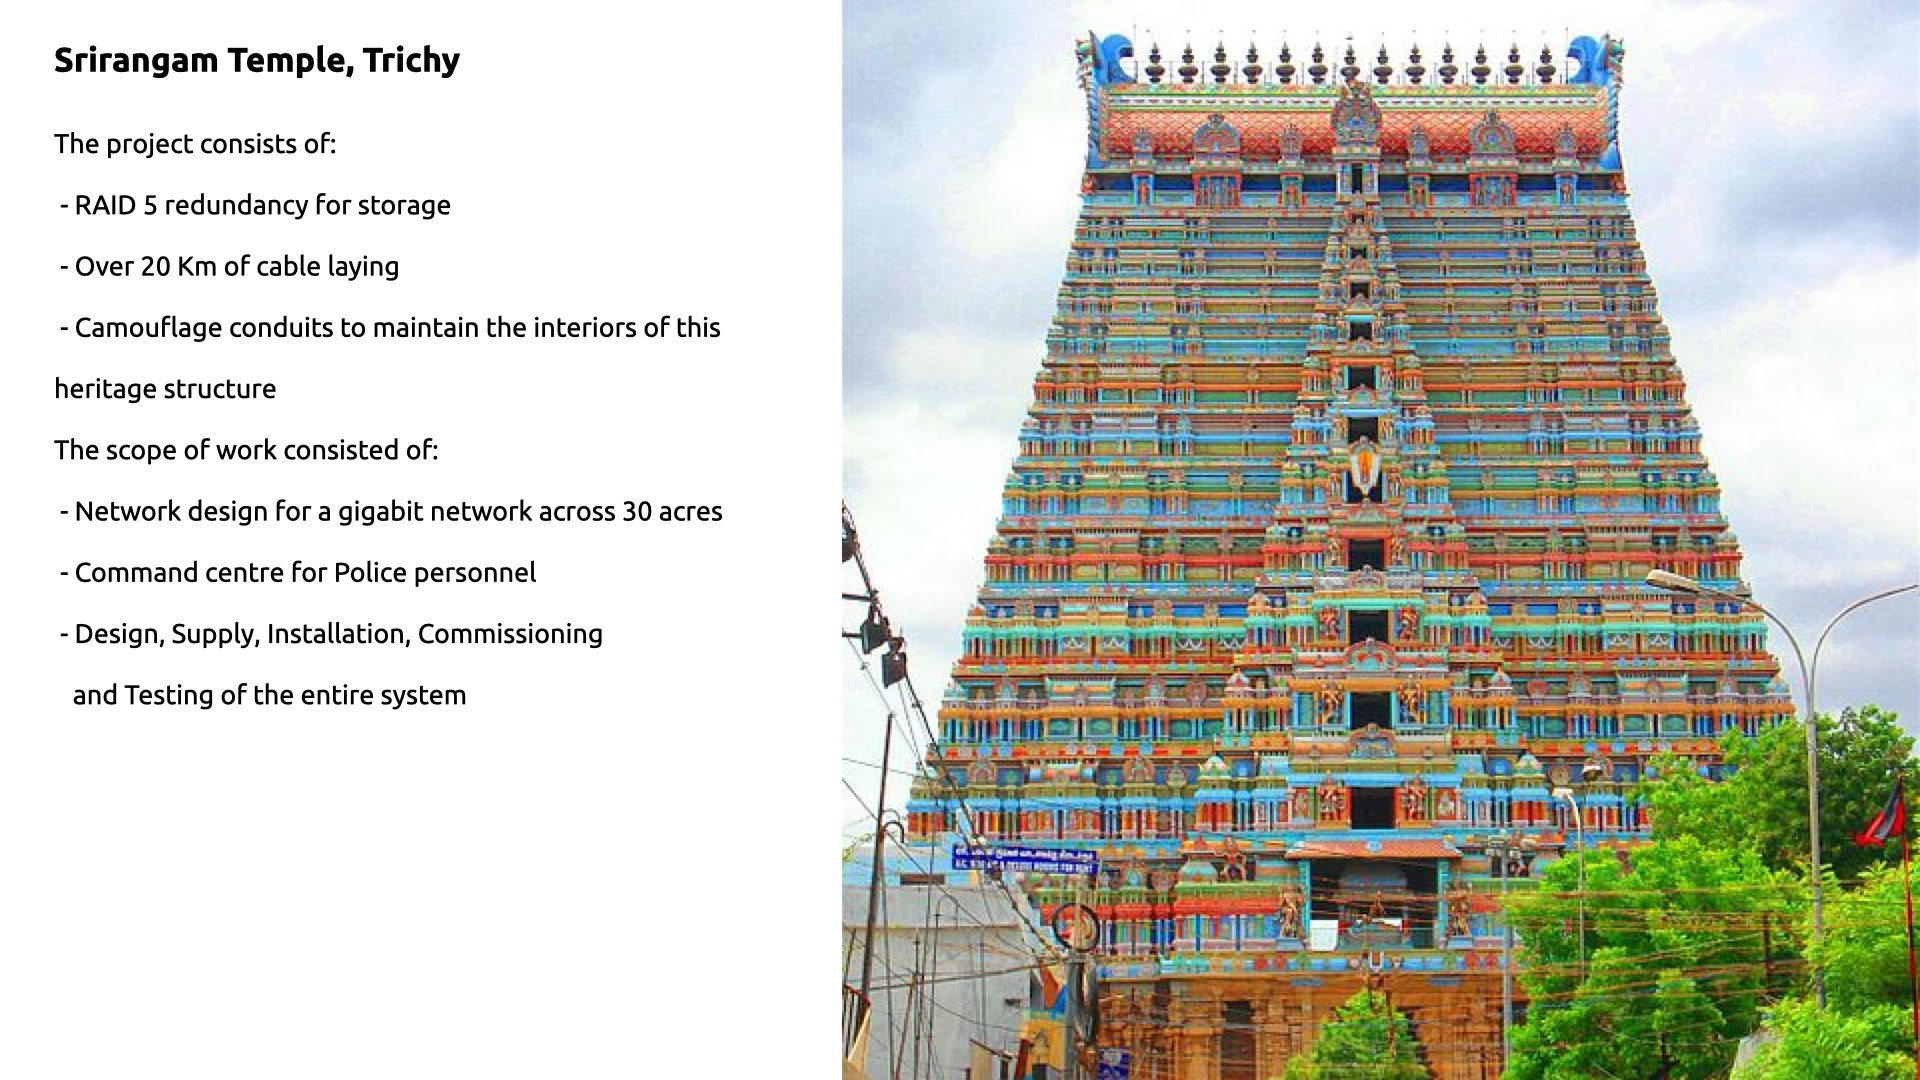 Srirangam Temple, Trichy
The project consists of:
- RAID 5 redundancy for storage
- Over 20 Km of cable laying
- Camouflage conduits to maintain the interiors of this
heritage structure
The scope of work consisted of:
- Network design for a gigabit network across 30 acres
- Command centre for Police personnel
- Design, Supply, Installation, Commissioning
and Testing of the entire system